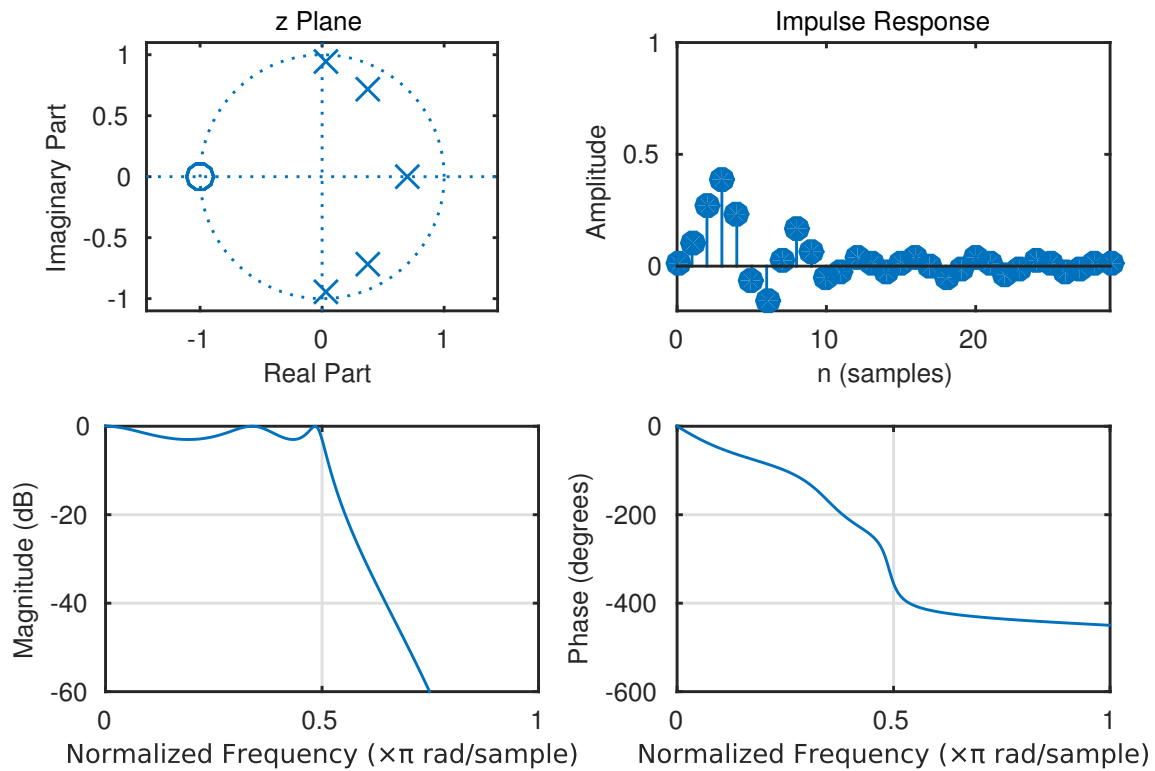 z Plane
Imaginary Part
1
0.5
0
-0.5
-1
-1 0 1
Real Part
Impulse Response
Amplitude
1
0.5
0
0 10 20
n (samples)
Magnitude (dB)
0
-20
-40
-60
0 0.5 1
Normalized Frequency (×π rad/sample)
Phase (degrees)
0
-200
-400
-600
0 0.5 1
Normalized Frequency (×π rad/sample)